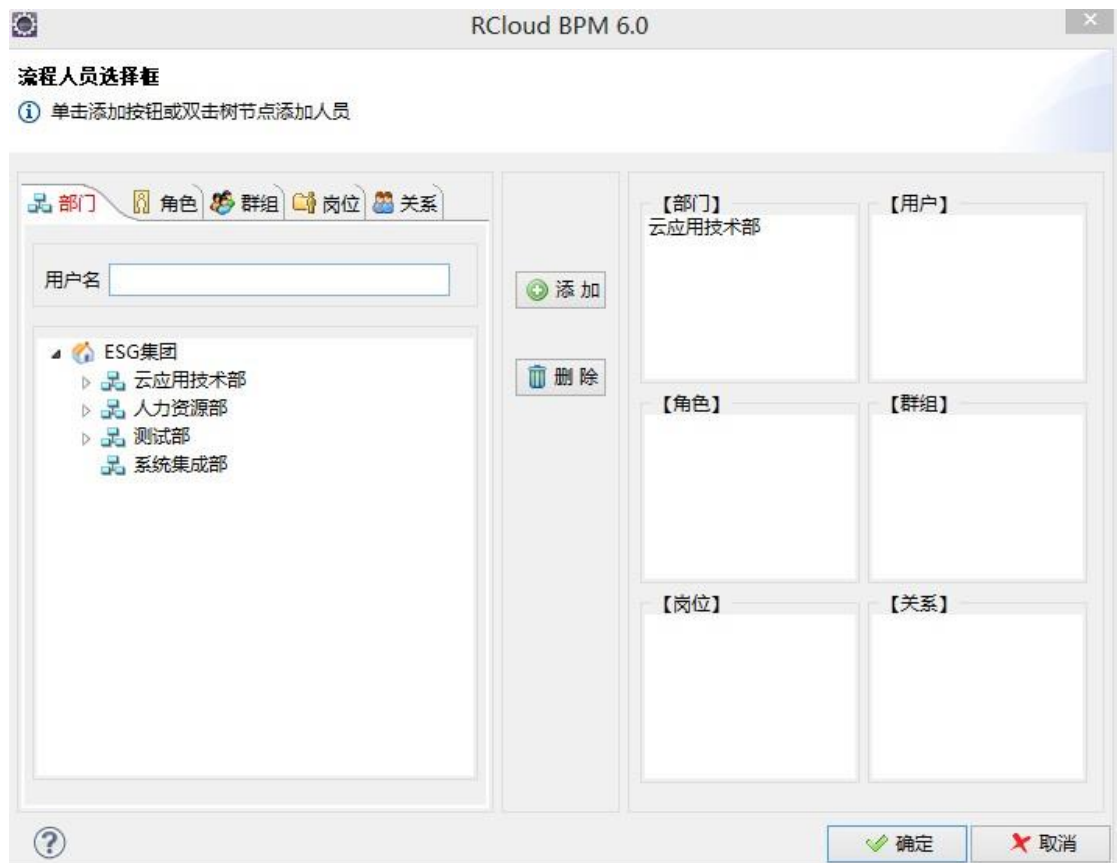 RCloud BPM 6.0
流程人员选择框
单击添加按钮或双击树节点添加人员
部门 角色 群组 岗位 关系
用户名
ESG集团
云应用技术部
人力资源部
测试部
系统集成部
添 加
删 除
【部门】 【用户】
云应用技术部
【角色】 【群组】
【岗位】 【关系】
确定 取消